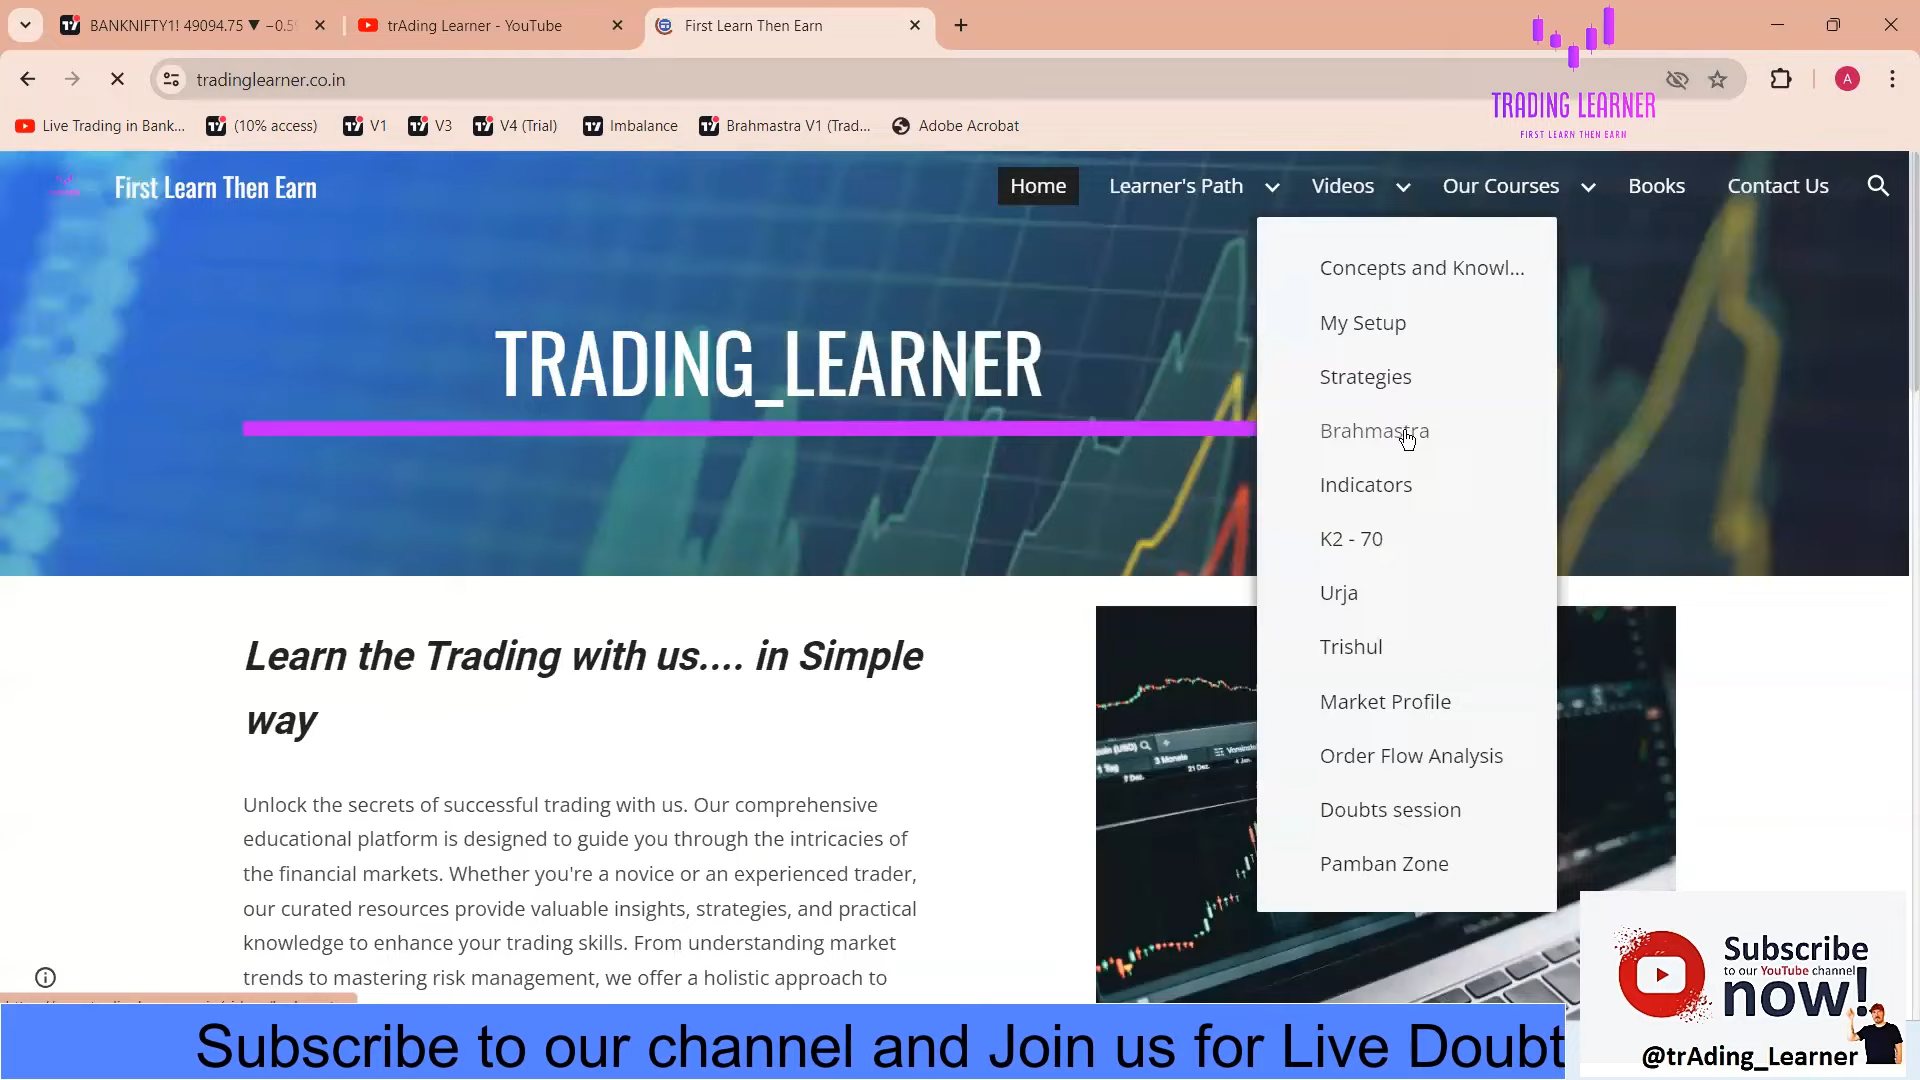 BANKNIFTY1! 49094.75 ▼ −0.5
trAding Learner - YouTube
First Learn Then Earn
tradinglearner.co.in
A
Live Trading in Bank...
(10% access)
V1
V3
V4 (Trial)
Imbalance
Brahmastra V1 (Trad...
Adobe Acrobat
TRADING LEARNER
FIRST LEARN THEN EARN
First Learn Then Earn
Home
Learner's Path
Videos
Our Courses
Books
Contact Us
Concepts and Knowl...
My Setup
Strategies
Brahmastra
Indicators
K2 - 70
Urja
Trishul
Market Profile
Order Flow Analysis
Doubts session
Pamban Zone
TRADING_LEARNER
Learn the Trading with us.... in Simple
way
Unlock the secrets of successful trading with us. Our comprehensive
educational platform is designed to guide you through the intricacies of
the financial markets. Whether you're a novice or an experienced trader,
our curated resources provide valuable insights, strategies, and practical
knowledge to enhance your trading skills. From understanding market
trends to mastering risk management, we offer a holistic approach to
Subscribe to our channel and Join us for Live Doubt
Subscribe
to our YouTube channel
now!
@trAding_Learner